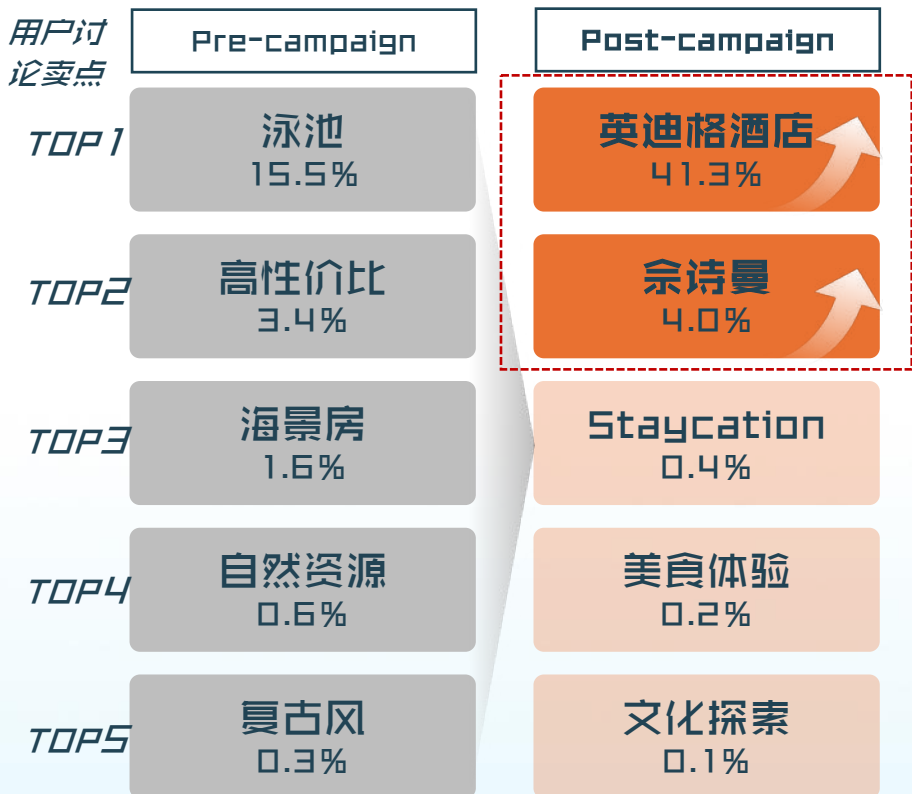 用户讨
论卖点
Pre-campaign
Post-campaign
TOP1
泳池
15.5%
英迪格酒店
41.3%
TOP2
高性价比
3.4%
佘诗曼
4.0%
TOP3
海景房
1.6%
Staycation
0.4%
TOP4
自然资源
0.6%
美食体验
0.2%
TOP5
复古风
0.3%
文化探索
0.1%